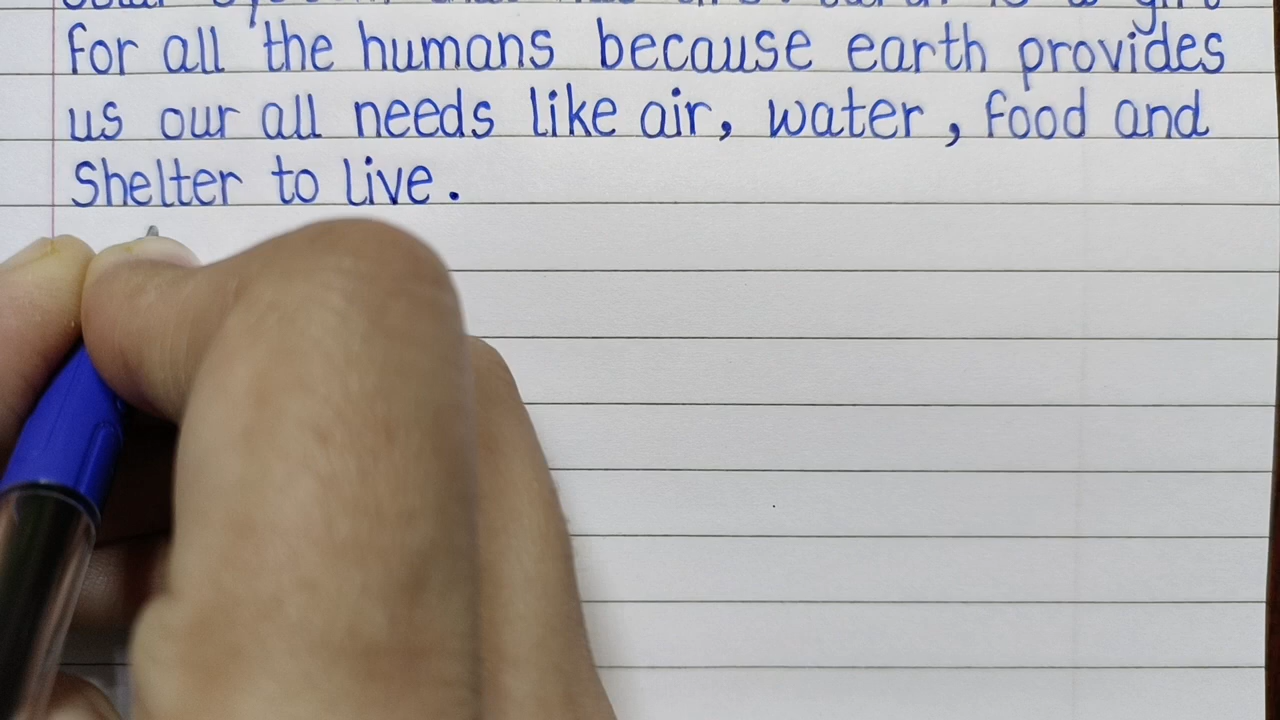 for all the humans because earth provides
us our all needs like air, water, food and
Shelter to live.